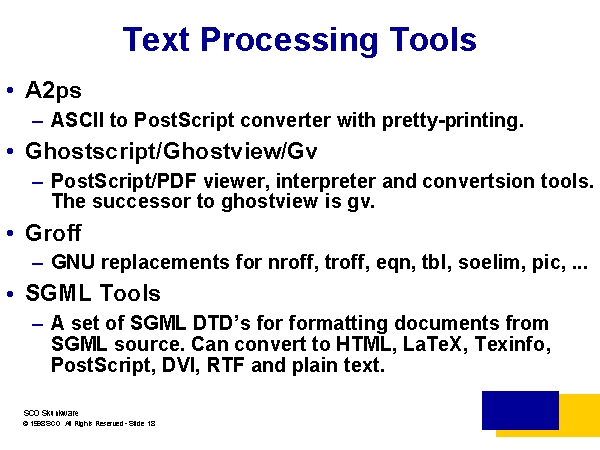 Text Processing Tools
• A2ps
– ASCII to PostScript converter with pretty-printing.
• Ghostscript/Ghostview/Gv
– PostScript/PDF viewer, interpreter and convertsion tools.
The successor to ghostview is gv.
• Groff
– GNU replacements for nroff, troff, eqn, tbl, soelim, pic, ...
• SGML Tools
– A set of SGML DTD's for formatting documents from
SGML source. Can convert to HTML, LaTeX, Texinfo,
PostScript, DVI, RTF and plain text.
SCO Skunkware
© 1998 SCO All Rights Reserved - Slide 18